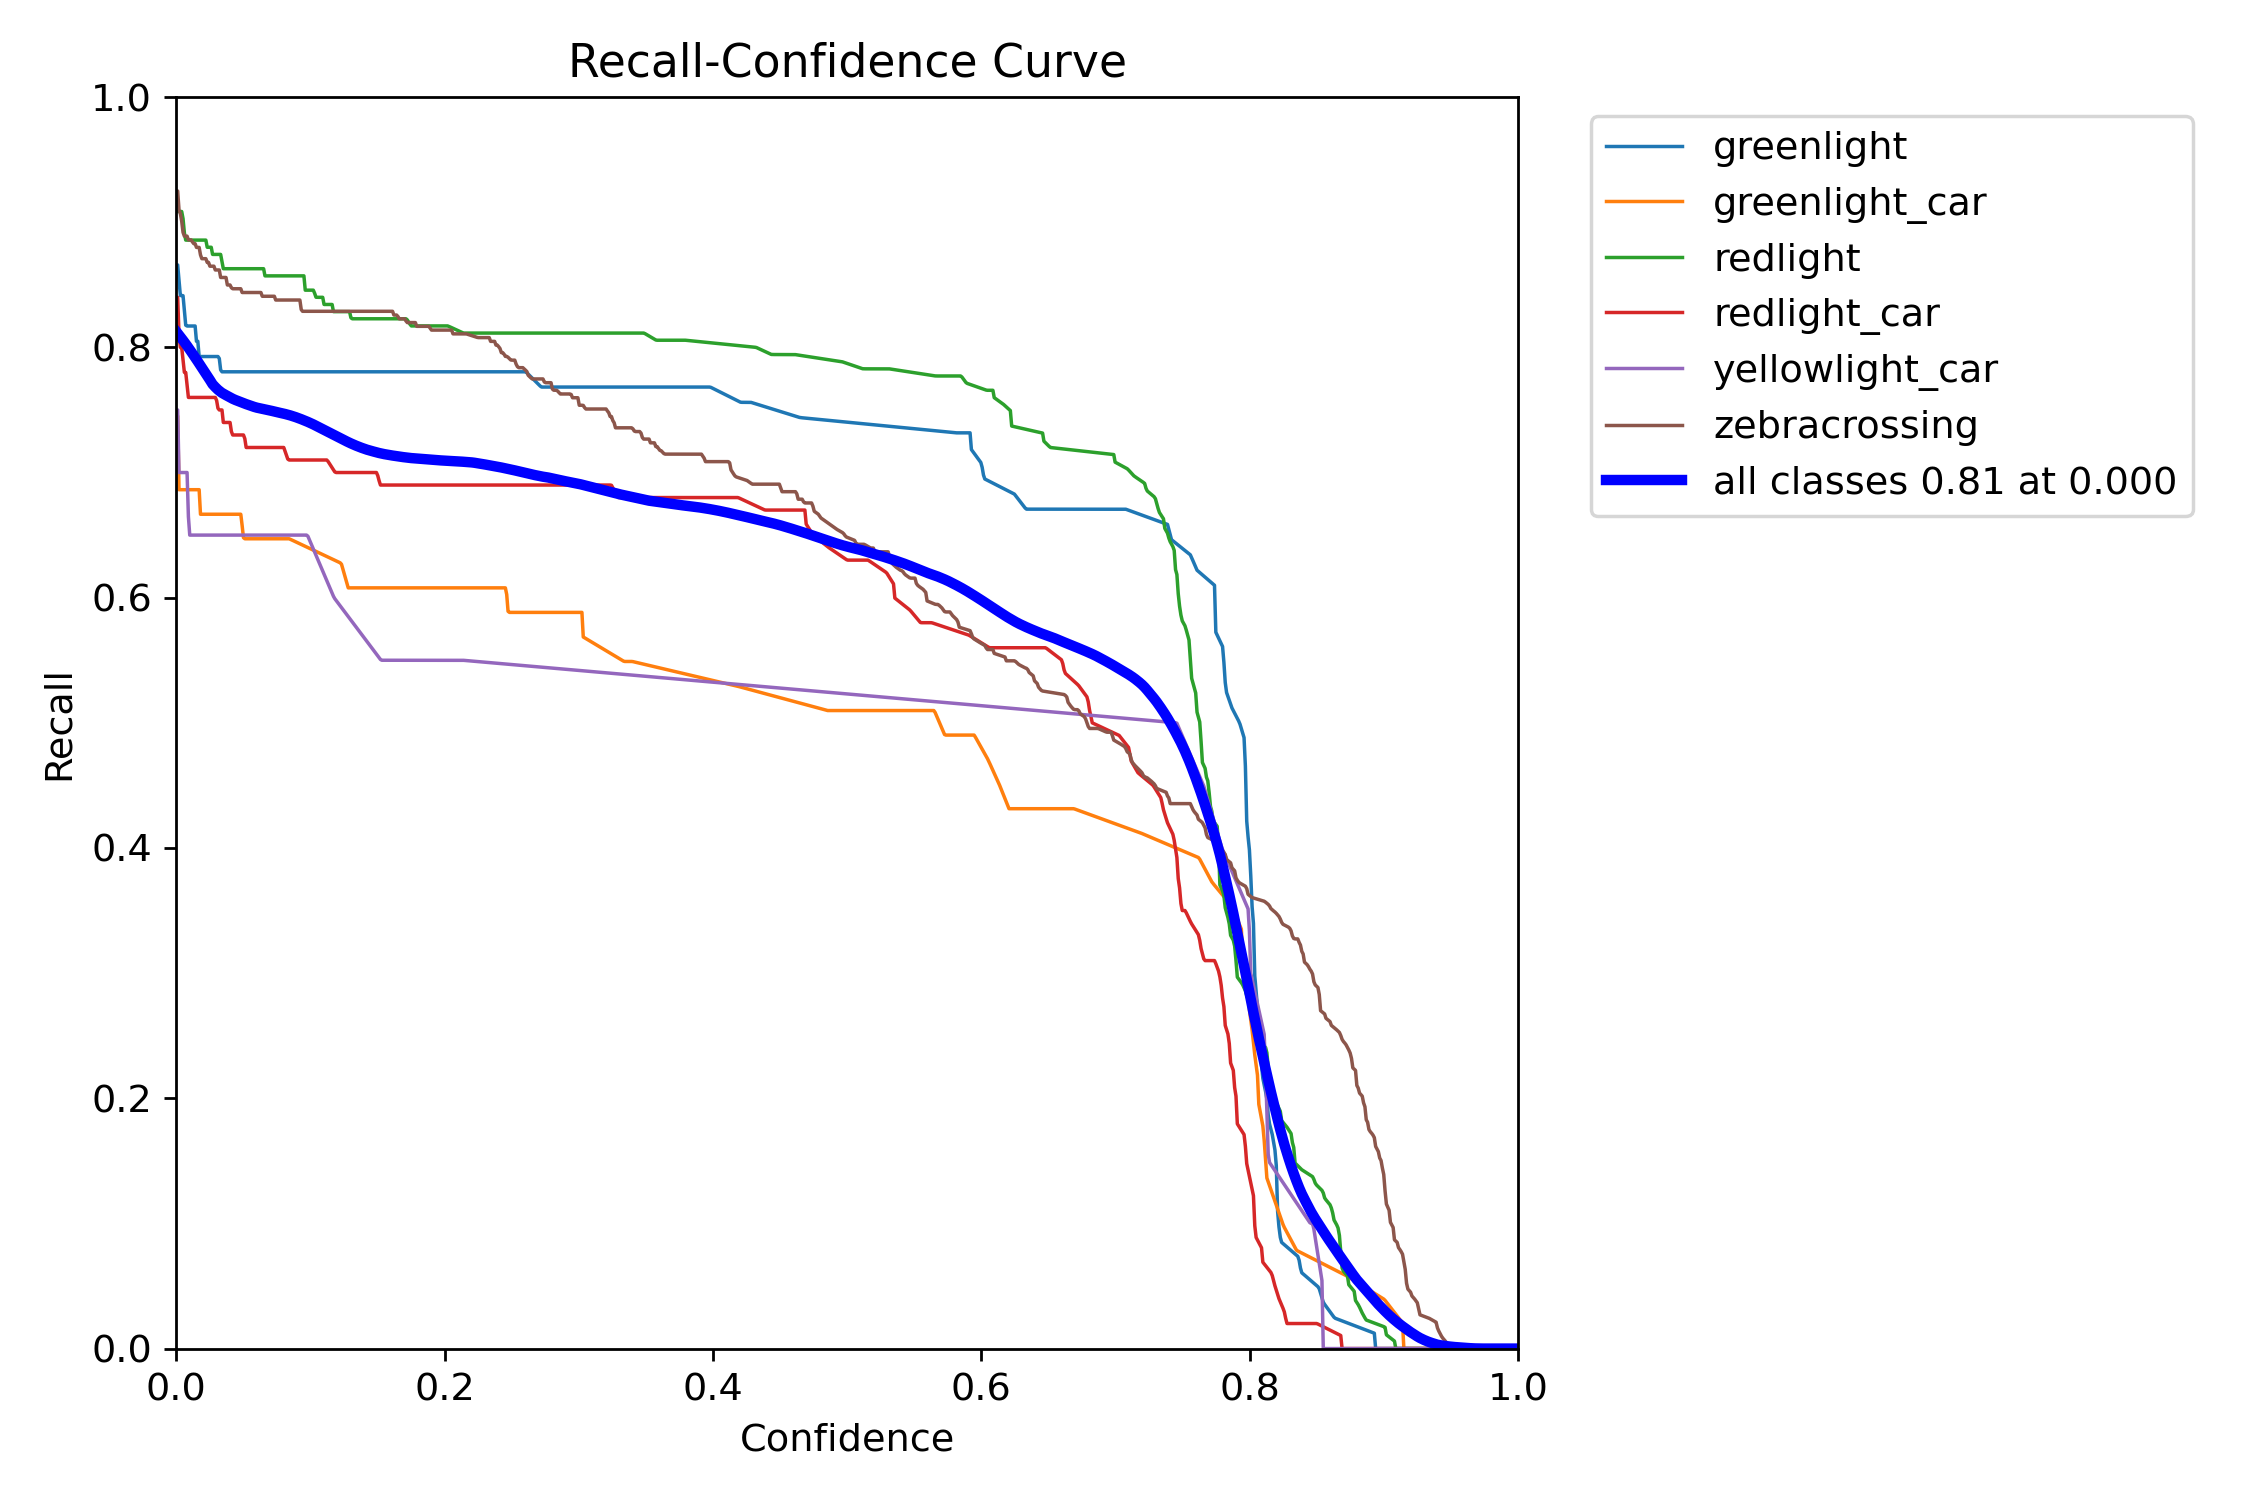 Recall-Confidence Curve
1.0
0.8
0.6
0.4
0.2
0.0
Recall
0.0 0.2 0.4 0.6 0.8 1.0
Confidence
greenlight
greenlight_car
redlight
redlight_car
yellowlight_car
zebracrossing
all classes 0.81 at 0.000